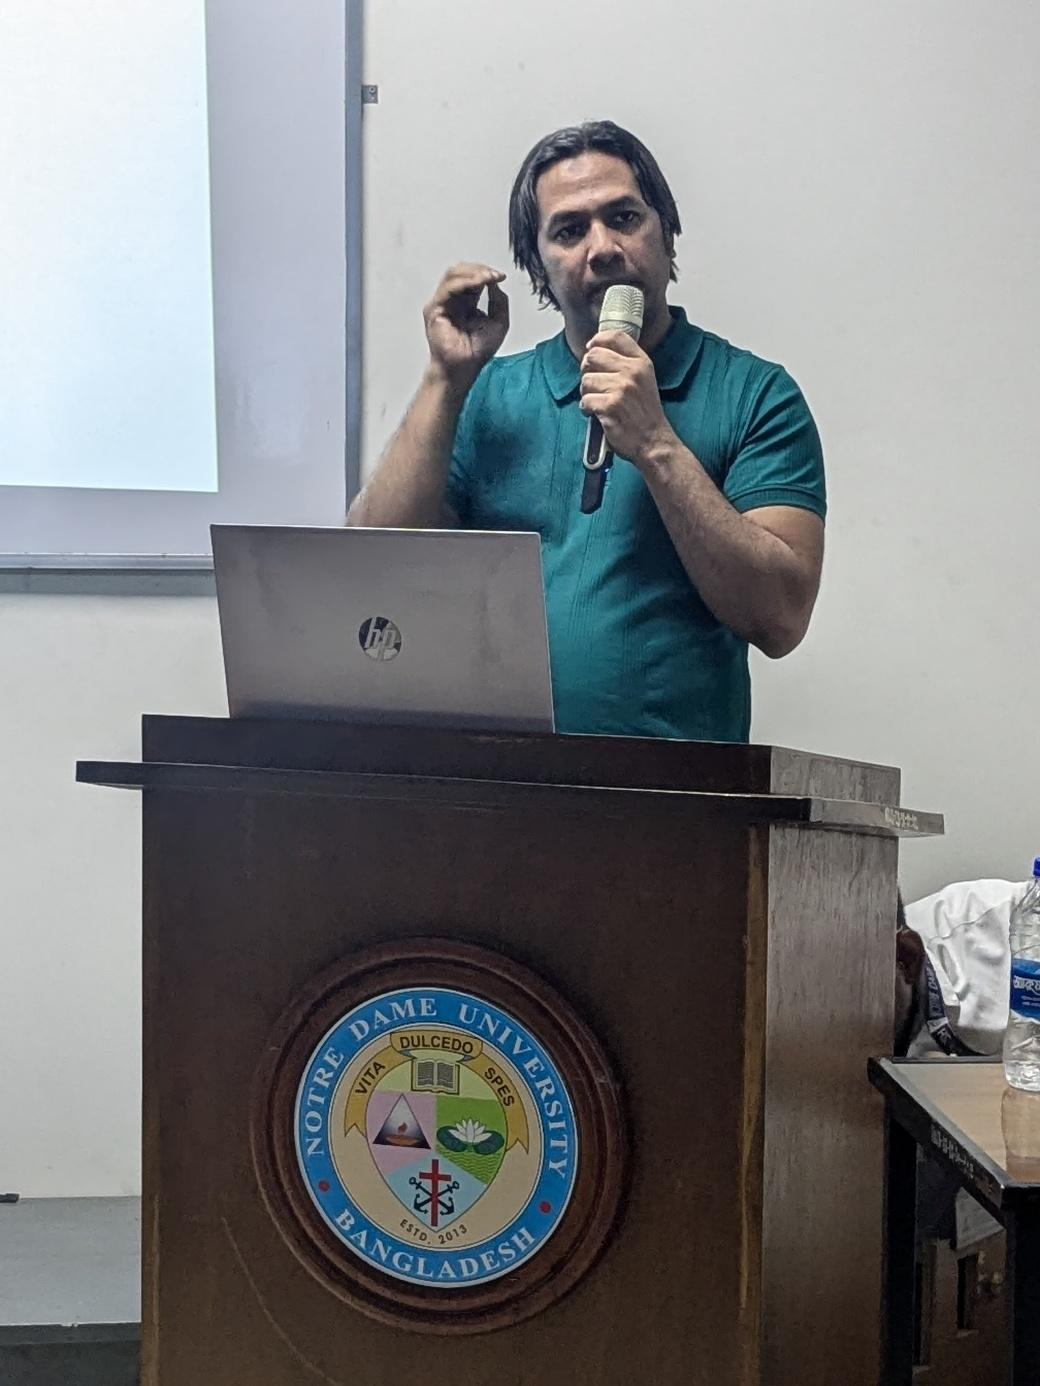 hp
NOTRE DAME UNIVERSITY
VITA DULCEDO SPES
ESTD. 2013
BANGLADESH